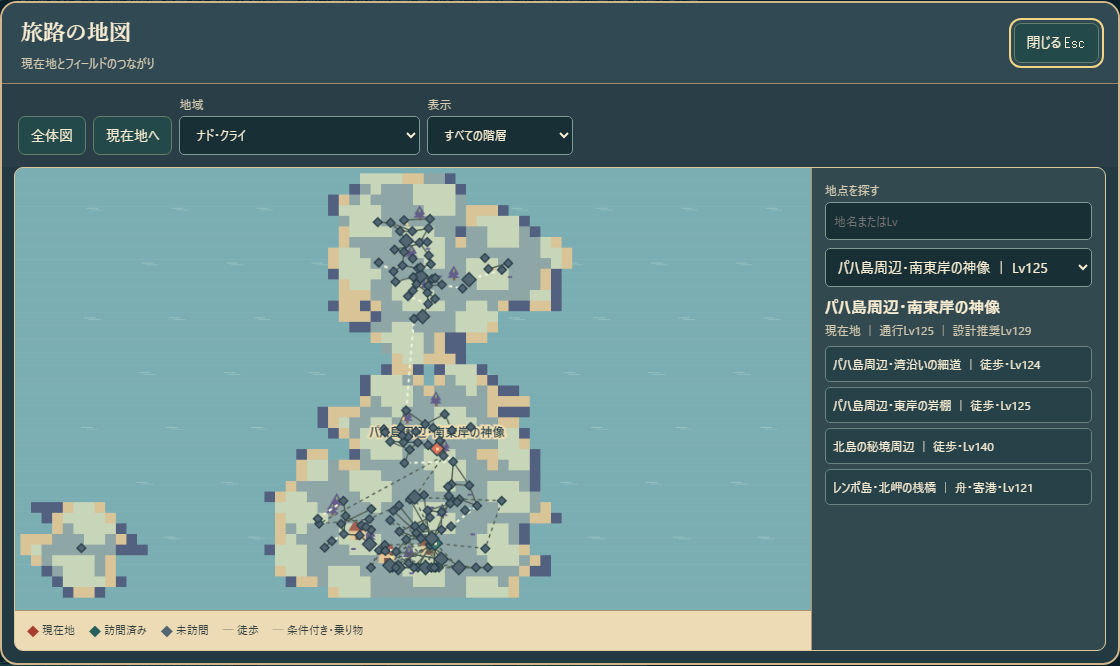 旅路の地図
現在地とフィールドのつながり
閉じる Esc
地域
表示
全体図
現在地へ
ナド・クライ
すべての階層
パハ島周辺・南東岸の神像
地点を探す
地名またはLv
パハ島周辺・南東岸の神像 ｜ Lv125
パハ島周辺・南東岸の神像
現在地 ｜ 通行Lv125 ｜ 設計推奨Lv129
パハ島周辺・湾沿いの細道 ｜ 徒歩・Lv124
パハ島周辺・東岸の岩棚 ｜ 徒歩・Lv125
北島の秘境周辺 ｜ 徒歩・Lv140
レンポ島・北岬の桟橋 ｜ 舟・寄港・Lv121
現在地
訪問済み
未訪問
徒歩
条件付き・乗り物